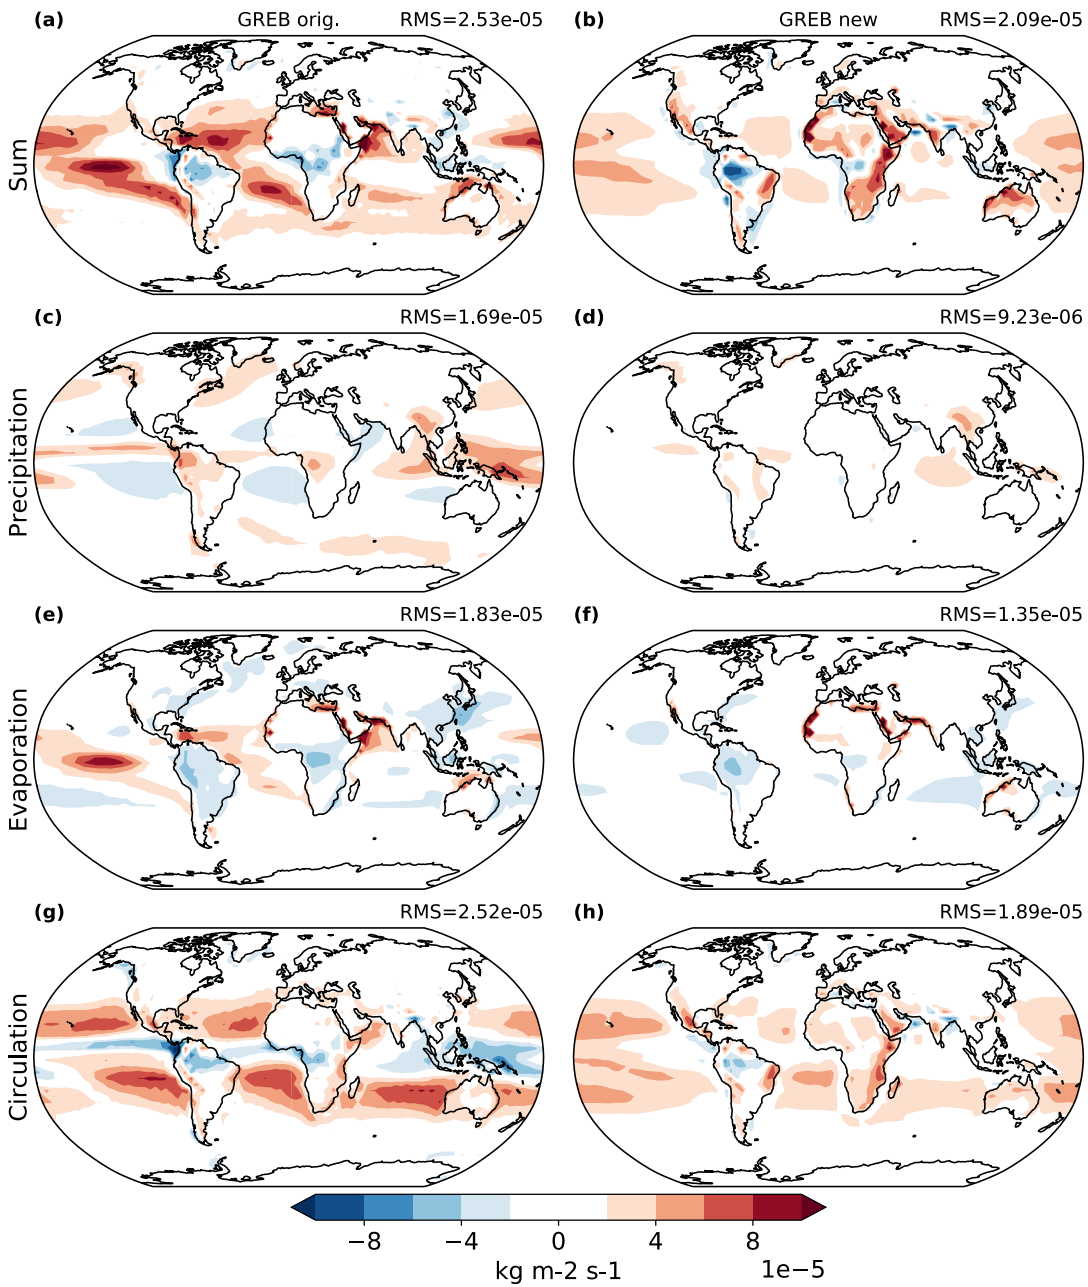 (a) GREB orig. RMS=2.53e-05
(b) GREB new RMS=2.09e-05
Sum
(c) RMS=1.69e-05
(d) RMS=9.23e-06
Precipitation
(e) RMS=1.83e-05
(f) RMS=1.35e-05
Evaporation
(g) RMS=2.52e-05
(h) RMS=1.89e-05
Circulation
−8 −4 0 4 8
kg m-2 s-1 1e−5